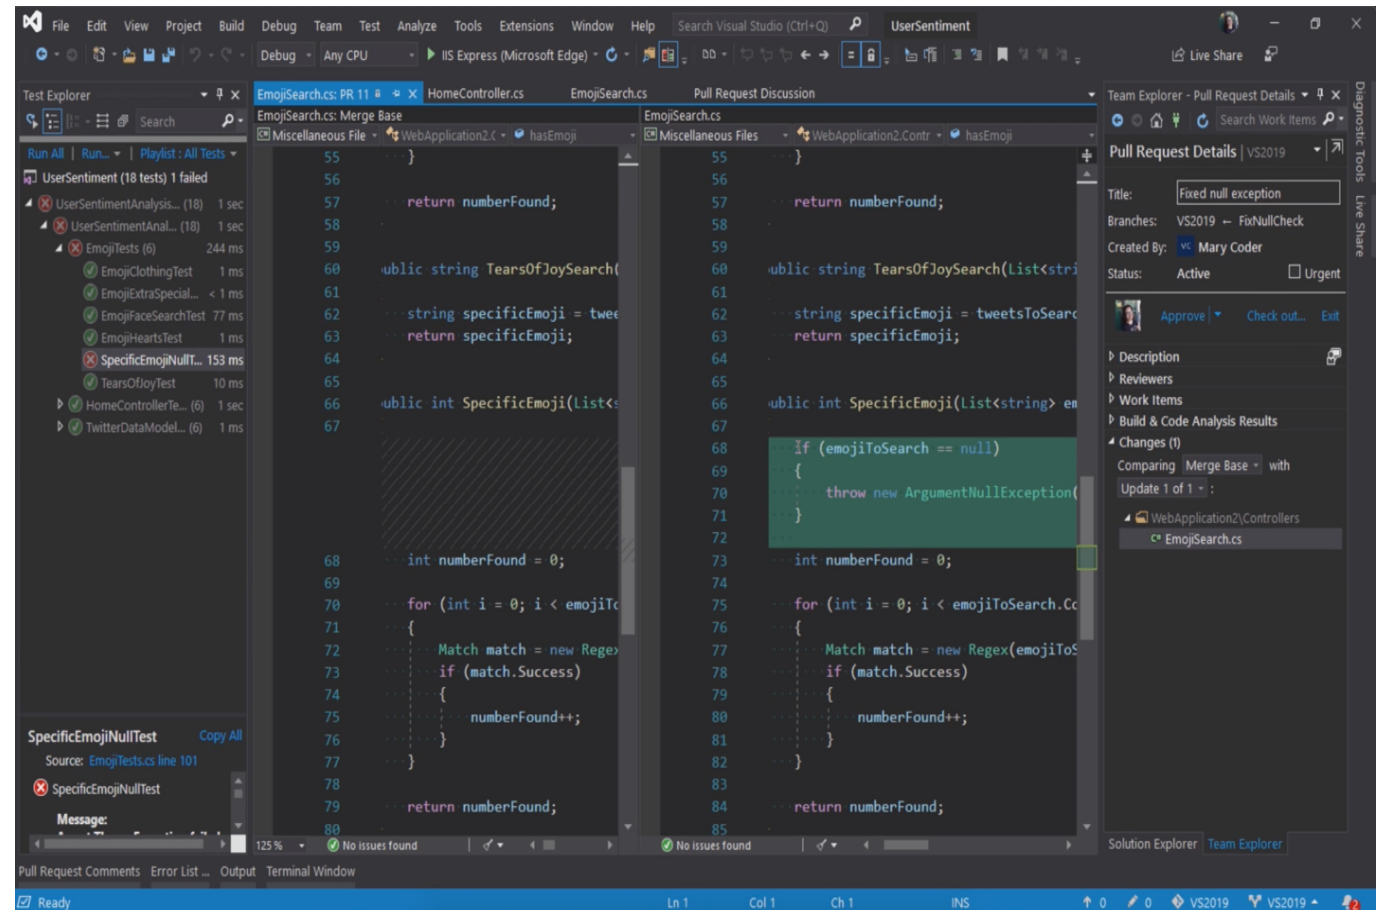 File Edit View Project Build Debug Team Test Analyze Tools Extensions Window Help Search Visual Studio (Ctrl+Q) UserSentiment
Debug Any CPU IIS Express (Microsoft Edge) Live Share
Test Explorer
Search
Run All | Run... | Playlist : All Tests
UserSentiment (18 tests) 1 failed
UserSentimentAnalysis... (18) 1 sec
UserSentimentAnal... (18) 1 sec
EmojiTests (6) 244 ms
EmojiClothingTest 1 ms
EmojiExtraSpecial... < 1 ms
EmojiFaceSearchTest 77 ms
EmojiHeartsTest 1 ms
SpecificEmojiNullT... 153 ms
TearsOfJoyTest 10 ms
HomeControllerTe... (6) 1 sec
TwitterDataModel... (6) 1 ms
SpecificEmojiNullTest Copy All
Source: EmojiTests.cs line 101
SpecificEmojiNullTest
Message:
EmojiSearch.cs: PR 11 HomeController.cs EmojiSearch.cs Pull Request Discussion
EmojiSearch.cs: Merge Base
Miscellaneous File WebApplication2.C hasEmoji
55 }
56
57 return numberFound;
58
59
60 ublic string TearsOfJoySearch(
61
62 string specificEmoji = twee
63 return specificEmoji;
64
65
66 ublic int SpecificEmoji(List<s
67
68 int numberFound = 0;
69
70 for (int i = 0; i < emojiTo
71 {
72 Match match = new Regex
73 if (match.Success)
74 {
75 numberFound++;
76 }
77 }
78
79 return numberFound;
80
125 % No issues found
EmojiSearch.cs
Miscellaneous Files WebApplication2.Contr hasEmoji
55 }
56
57 return numberFound;
58
59
60 ublic string TearsOfJoySearch(List<stri
61
62 string specificEmoji = tweetsToSearc
63 return specificEmoji;
64
65
66 ublic int SpecificEmoji(List<string> em
67
68 if (emojiToSearch == null)
69 {
70 throw new ArgumentNullException(
71 }
72
73 int numberFound = 0;
74
75 for (int i = 0; i < emojiToSearch.Co
76 {
77 Match match = new Regex(emojiToS
78 if (match.Success)
79 {
80 numberFound++;
81 }
82 }
83
84 return numberFound;
85
No issues found
Team Explorer - Pull Request Details
Search Work Items
Pull Request Details | VS2019
Title: Fixed null exception
Branches: VS2019 ← FixNullCheck
Created By: VC Mary Coder
Status: Active Urgent
Approve | Check out... Exit
Description
Reviewers
Work Items
Build & Code Analysis Results
Changes (1)
Comparing Merge Base with
Update 1 of 1 :
WebApplication2\Controllers
C# EmojiSearch.cs
Solution Explorer Team Explorer
Diagnostic Tools
Live Share
Pull Request Comments Error List ... Output Terminal Window
Ready Ln 1 Col 1 Ch 1 INS 0 0 VS2019 VS2019 2